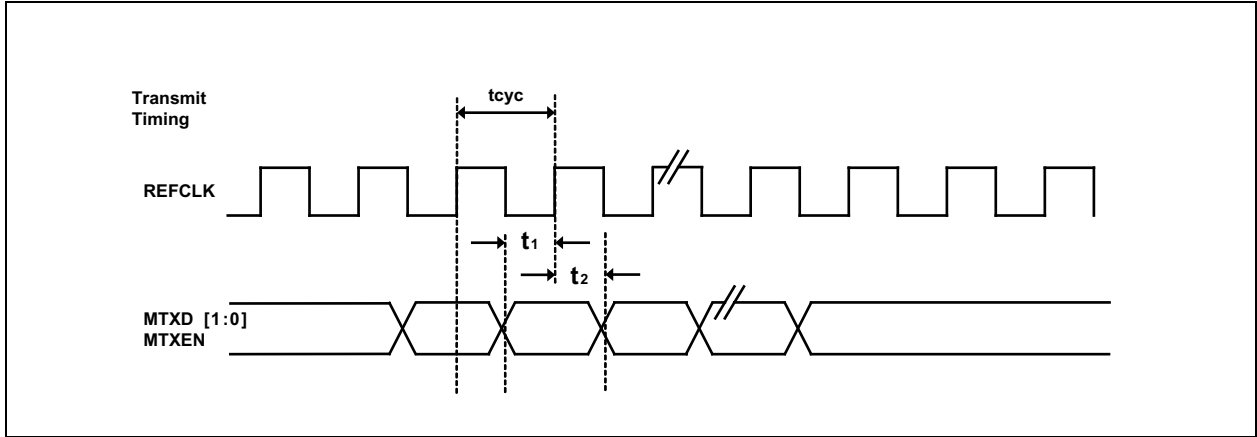 Transmit
Timing
tcyc
REFCLK
t1
t2
MTXD [1:0]
MTXEN